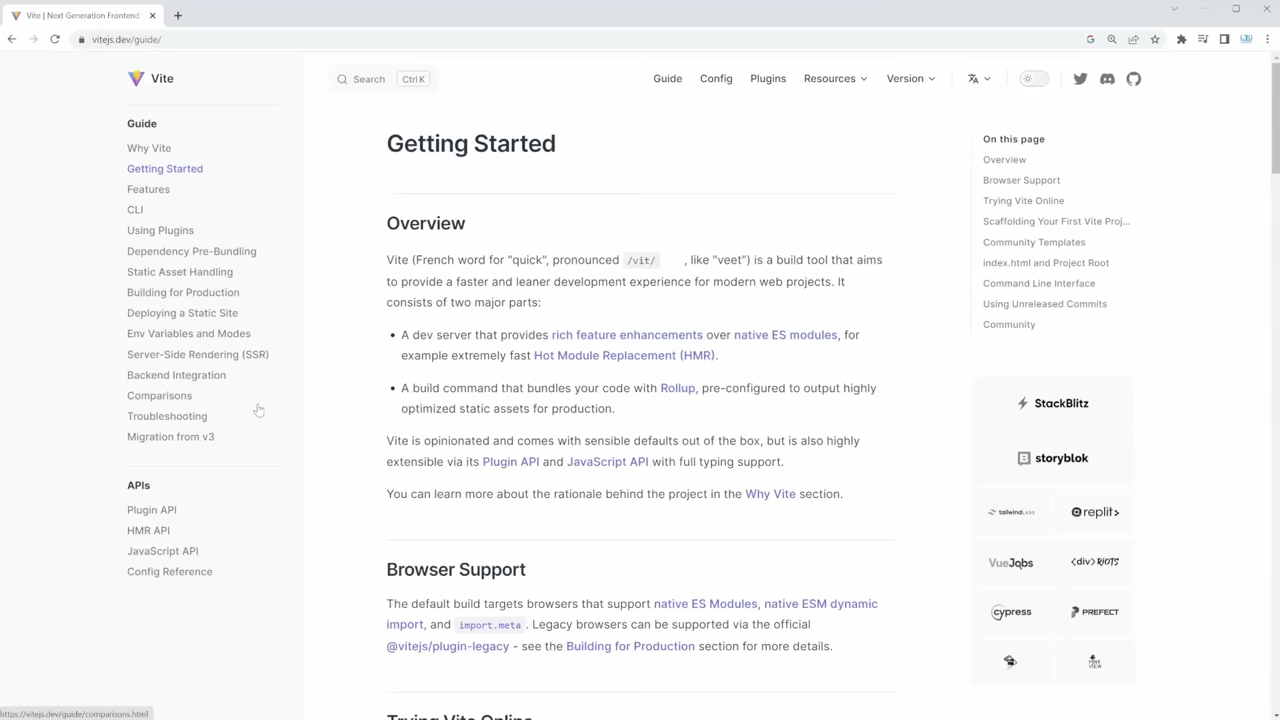 Vite | Next Generation Frontend
vitejs.dev/guide/
Vite
Search Ctrl K
Guide Config Plugins Resources Version
Guide
Why Vite
Getting Started
Features
CLI
Using Plugins
Dependency Pre-Bundling
Static Asset Handling
Building for Production
Deploying a Static Site
Env Variables and Modes
Server-Side Rendering (SSR)
Backend Integration
Comparisons
Troubleshooting
Migration from v3
APIs
Plugin API
HMR API
JavaScript API
Config Reference
Getting Started
Overview
Vite (French word for "quick", pronounced /vit/ , like "veet") is a build tool that aims
to provide a faster and leaner development experience for modern web projects. It
consists of two major parts:
• A dev server that provides rich feature enhancements over native ES modules, for
example extremely fast Hot Module Replacement (HMR).
• A build command that bundles your code with Rollup, pre-configured to output highly
optimized static assets for production.
Vite is opinionated and comes with sensible defaults out of the box, but is also highly
extensible via its Plugin API and JavaScript API with full typing support.
You can learn more about the rationale behind the project in the Why Vite section.
Browser Support
The default build targets browsers that support native ES Modules, native ESM dynamic
import, and import.meta. Legacy browsers can be supported via the official
@vitejs/plugin-legacy - see the Building for Production section for more details.
Trying Vite Online
On this page
Overview
Browser Support
Trying Vite Online
Scaffolding Your First Vite Proj...
Community Templates
index.html and Project Root
Command Line Interface
Using Unreleased Commits
Community
StackBlitz
storyblok
tailwindLABS replit
VueJobs <div>RIOTS
cypress PREFECT
PINE VIEW
https://vitejs.dev/guide/comparisons.html